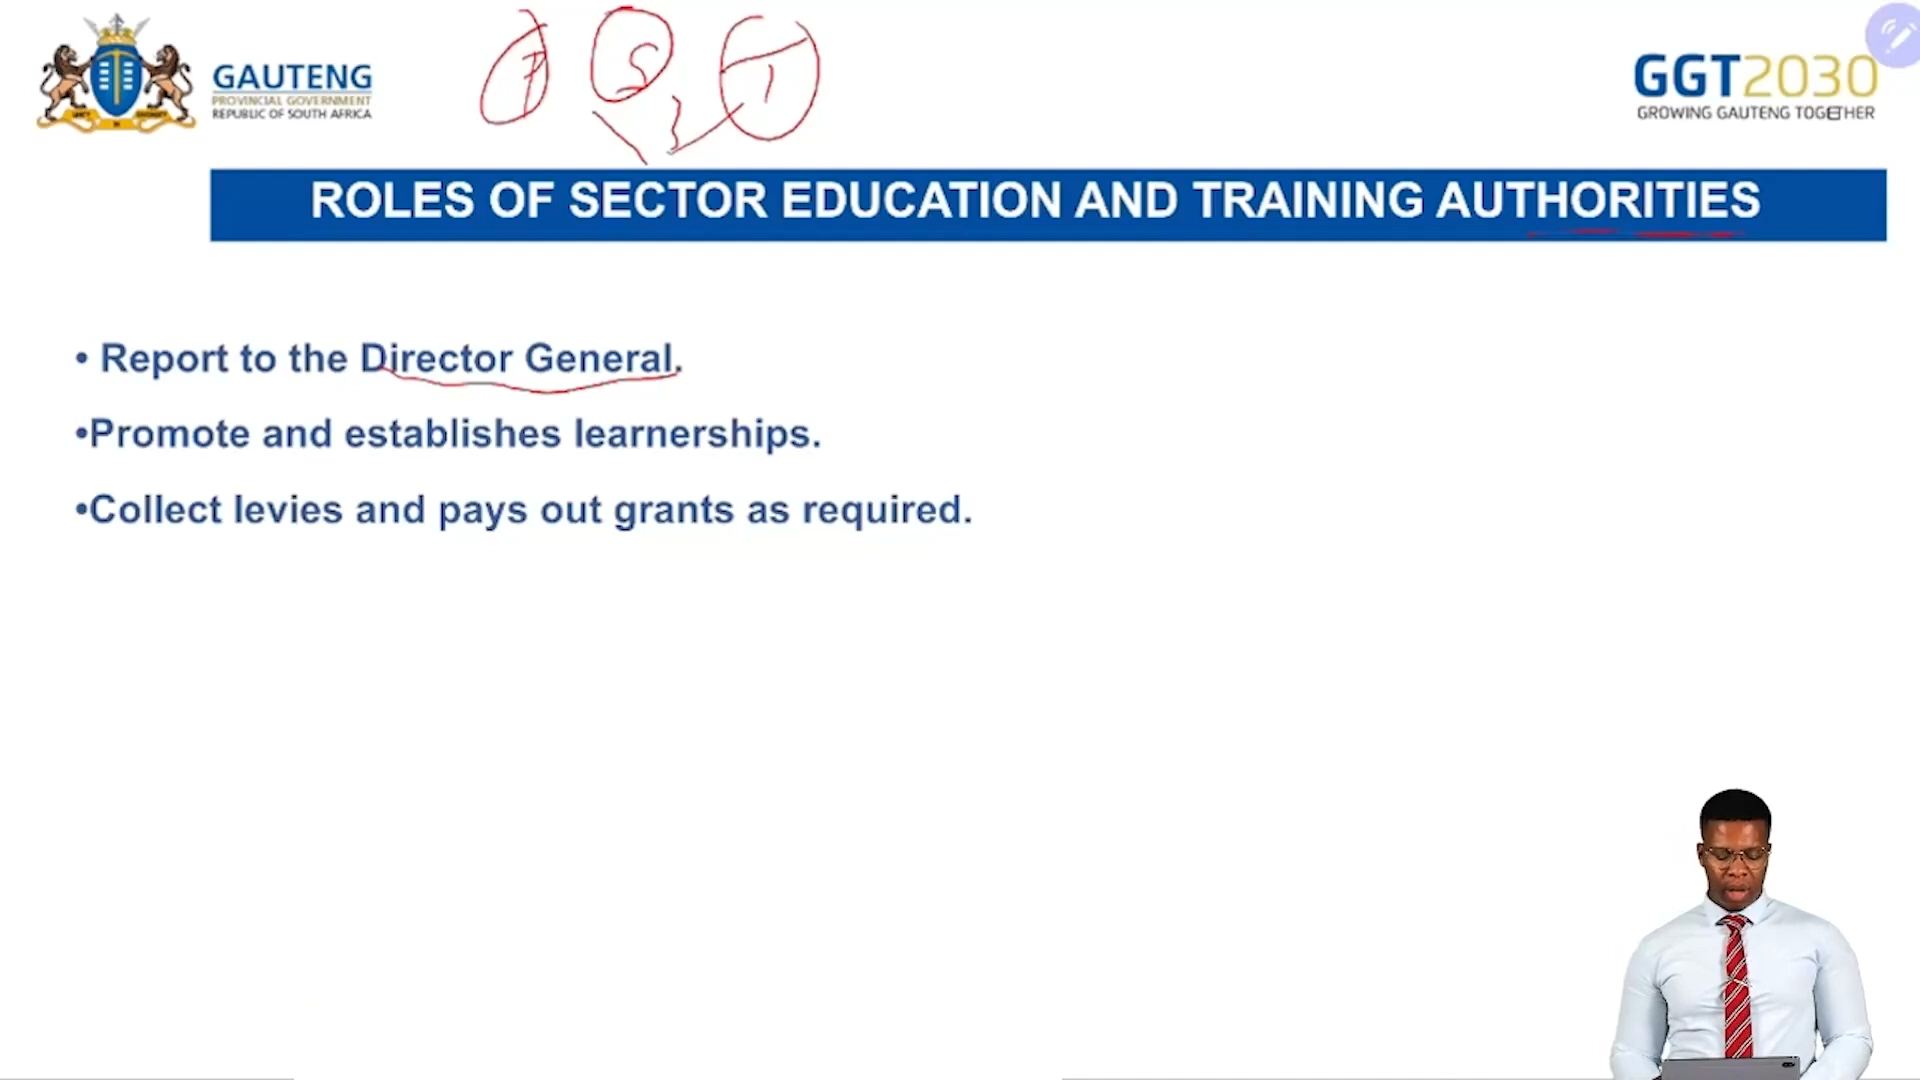 GAUTENG
PROVINCIAL GOVERNMENT
REPUBLIC OF SOUTH AFRICA
P S T
GGT2030
GROWING GAUTENG TOGETHER
ROLES OF SECTOR EDUCATION AND TRAINING AUTHORITIES
• Report to the Director General.
•Promote and establishes learnerships.
•Collect levies and pays out grants as required.